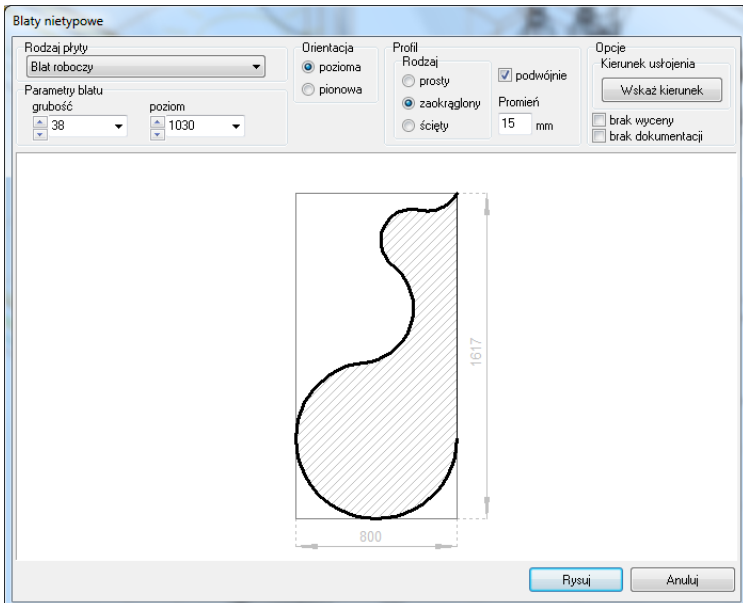 Blaty nietypowe
Rodzaj płyty
Blat roboczy
Parametry blatu
grubość
poziom
38
1030
Orientacja
pozioma
pionowa
Profil
Rodzaj
prosty
zaokrąglony
ścięty
podwójnie
Promień
15 mm
Opcje
Kierunek usłojenia
Wskaż kierunek
brak wyceny
brak dokumentacji
1617
800
Rysuj
Anuluj